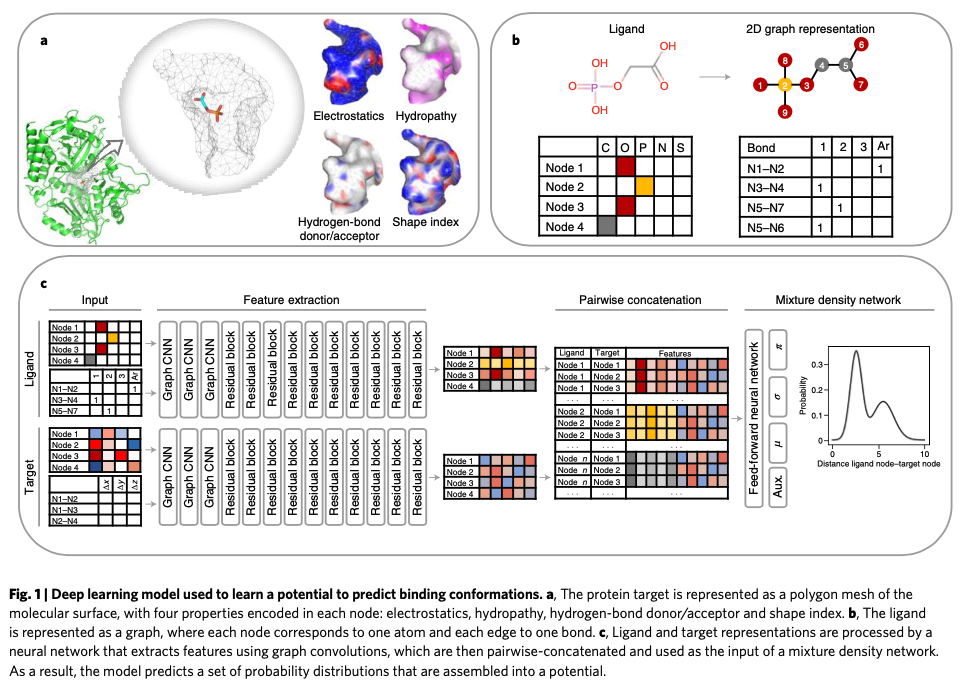 a
Electrostatics
Hydropathy
Hydrogen-bond
donor/acceptor
Shape index
b
Ligand
2D graph representation
OH
OH
O
P
O
O
OH
6
8
4
5
1
2
3
7
9
C O P N S
Node 1
Node 2
Node 3
Node 4
Bond 1 2 3 Ar
N1–N2 1
N3–N4 1
N5–N7 2
N5–N6 1
c
Input
Feature extraction
Pairwise concatenation
Mixture density network
Ligand
Node 1
Node 2
Node 3
Node 4
1 2 3 Ar
N1–N2 1
N3–N4 1
N5–N7 1
Graph CNN
Graph CNN
Graph CNN
Residual block
Residual block
Residual block
Residual block
Residual block
Residual block
Residual block
Residual block
Residual block
Residual block
Node 1
Node 2
Node 3
Node 4
Target
Node 1
Node 2
Node 3
Node 4
Δx Δy Δz
N1–N2
N1–N3
N2–N4
Graph CNN
Graph CNN
Graph CNN
Residual block
Residual block
Residual block
Residual block
Residual block
Residual block
Residual block
Residual block
Residual block
Residual block
Node 1
Node 2
Node 3
Node 4
Ligand Target Features
Node 1 Node 1
Node 1 Node 2
Node 1 Node 3
. . . . . .
Node 2 Node 1
Node 2 Node 2
Node 2 Node 3
. . . . . .
Node n Node 1
Node n Node 2
Node n Node 3
. . . . . .
Feed-forward neural network
π
σ
μ
Aux.
Probability
0.3
0.2
0.1
0
0 5 10
Distance ligand node–target node
Fig. 1 | Deep learning model used to learn a potential to predict binding conformations. a, The protein target is represented as a polygon mesh of the
molecular surface, with four properties encoded in each node: electrostatics, hydropathy, hydrogen-bond donor/acceptor and shape index. b, The ligand
is represented as a graph, where each node corresponds to one atom and each edge to one bond. c, Ligand and target representations are processed by a
neural network that extracts features using graph convolutions, which are then pairwise-concatenated and used as the input of a mixture density network.
As a result, the model predicts a set of probability distributions that are assembled into a potential.